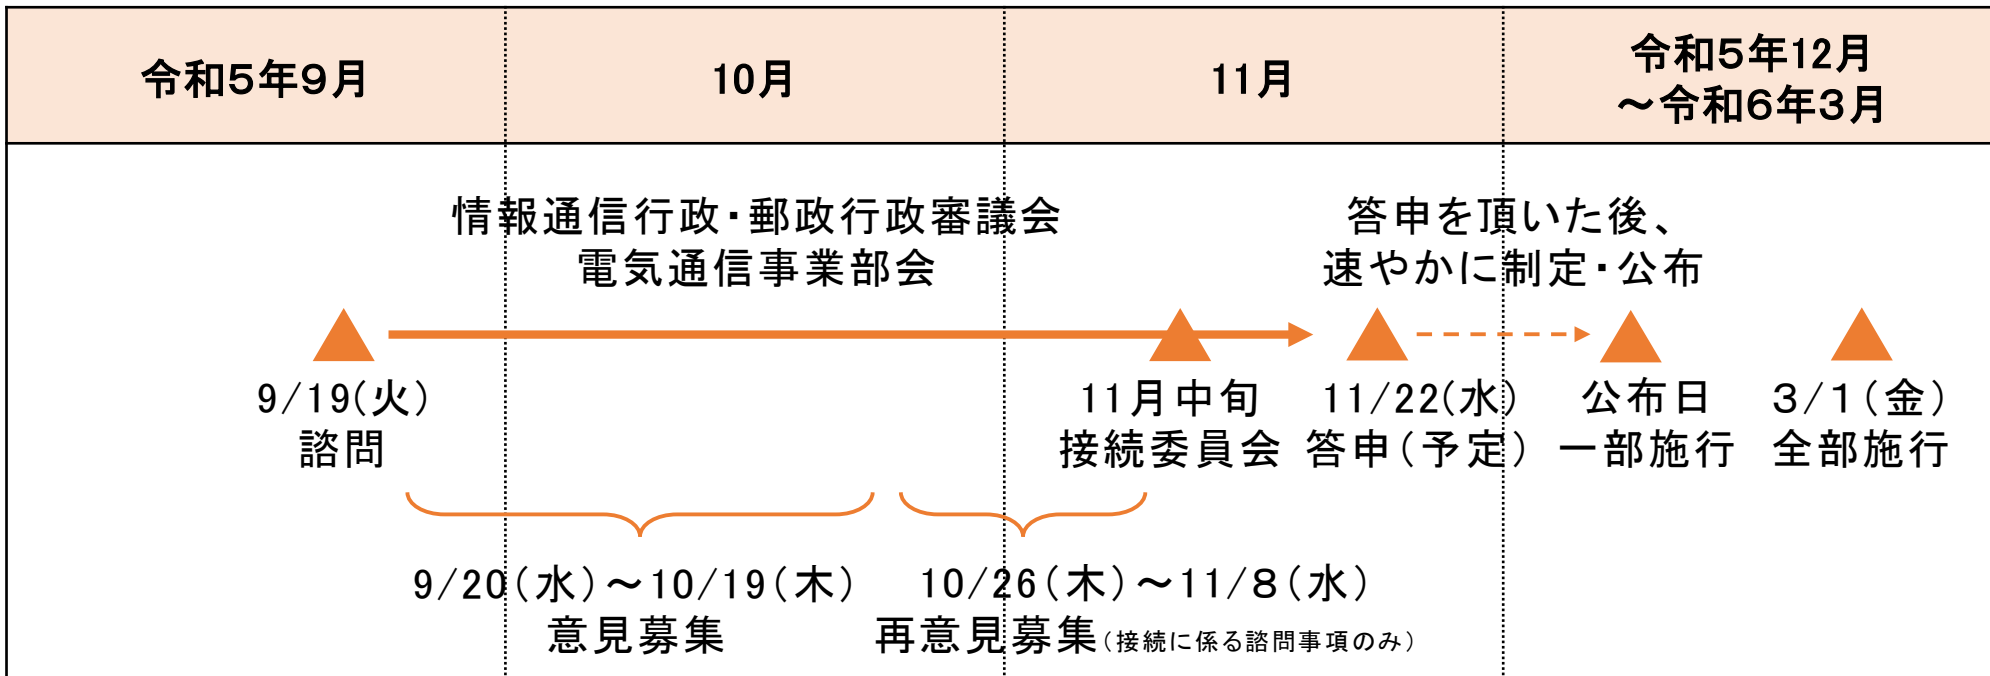 令和5年9月
10月
11月
令和5年12月
～令和6年3月
情報通信行政・郵政行政審議会
電気通信事業部会
答申を頂いた後、
速やかに制定・公布
9/19(火)
諮問
11月中旬
接続委員会
11/22(水)
答申(予定)
公布日
一部施行
3/1(金)
全部施行
9/20(水)～10/19(木)
意見募集
10/26(木)～11/8(水)
再意見募集(接続に係る諮問事項のみ)